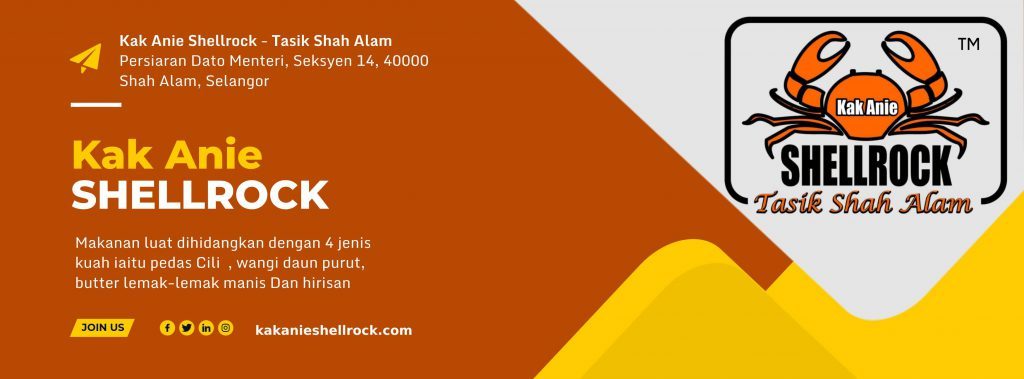 Kak Anie Shellrock - Tasik Shah Alam
Persiaran Dato Menteri, Seksyen 14, 40000
Shah Alam, Selangor
Kak Anie
SHELLROCK
Makanan luat dihidangkan dengan 4 jenis
kuah iaitu pedas Cili , wangi daun purut,
butter lemak-lemak manis Dan hirisan
JOIN US
kakanieshellrock.com
TM
Kak Anie
SHELLROCK
Tasik Shah Alam